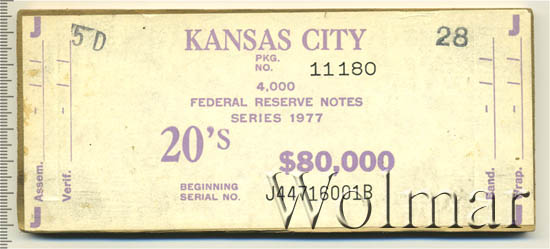 J J
5D
KANSAS CITY
28
PKG.
NO. 11180
4,000
FEDERAL RESERVE NOTES
SERIES 1977
20'S
$80,000
BEGINNING
SERIAL NO. J44716001B
Assem.
Verif.
Band.
Wrap.
J J
Wolmar